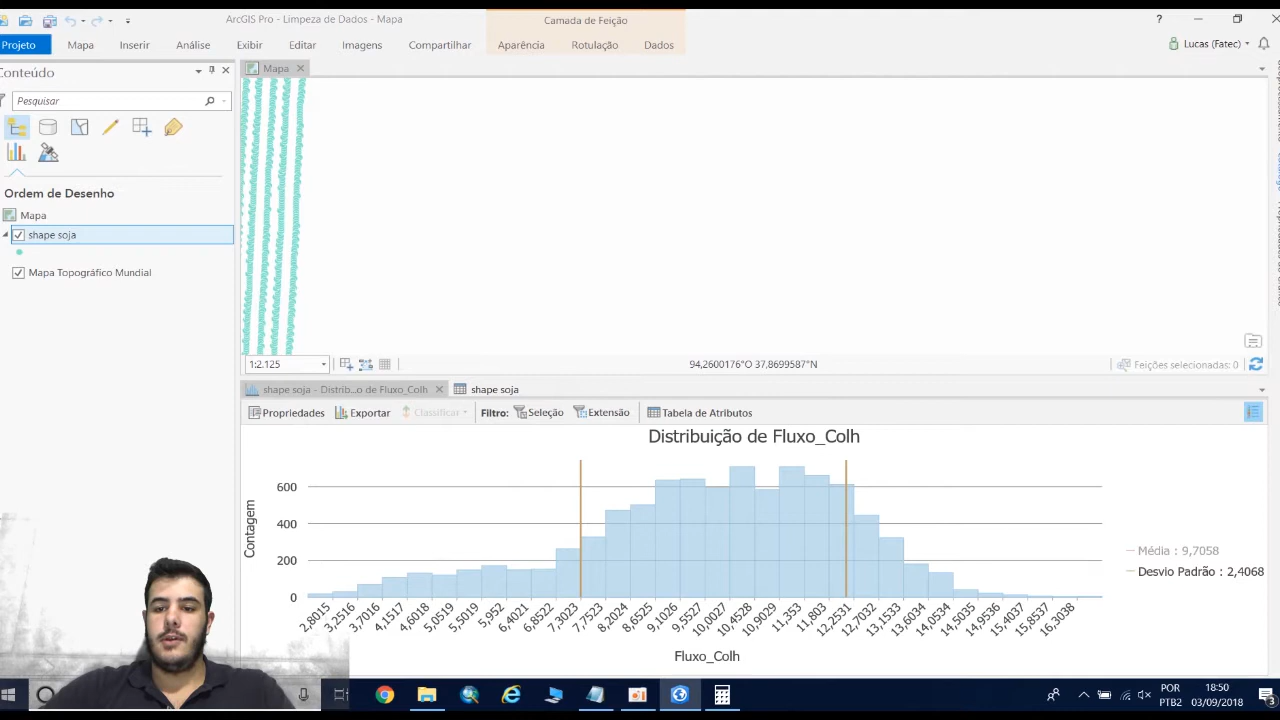 ArcGIS Pro - Limpeza de Dados - Mapa
Camada de Feição
?
Projeto
Mapa
Inserir
Análise
Exibir
Editar
Imagens
Compartilhar
Aparência
Rotulação
Dados
Lucas (Fatec)
Conteúdo
Pesquisar
Ordem de Desenho
Mapa
shape soja
Mapa Topográfico Mundial
Mapa
1:2.125
94,2600176°O 37,8699587°N
Feições selecionadas: 0
shape soja - Distrib...o de Fluxo_Colh
shape soja
Propriedades
Exportar
Classificar
Filtro:
Seleção
Extensão
Tabela de Atributos
Distribuição de Fluxo_Colh
Contagem
600
400
200
0
2,8015
3,2516
3,7016
4,1517
4,6018
5,0519
5,5019
5,952
6,4021
6,8522
7,3023
7,7523
8,2024
8,6525
9,1026
9,5527
10,0027
10,4528
10,9029
11,353
11,803
12,2531
12,7032
13,1533
13,6034
14,0534
14,5035
14,9536
15,4037
15,8537
16,3038
Fluxo_Colh
Média : 9,7058
Desvio Padrão : 2,4068
POR
PTB2
18:50
03/09/2018
3